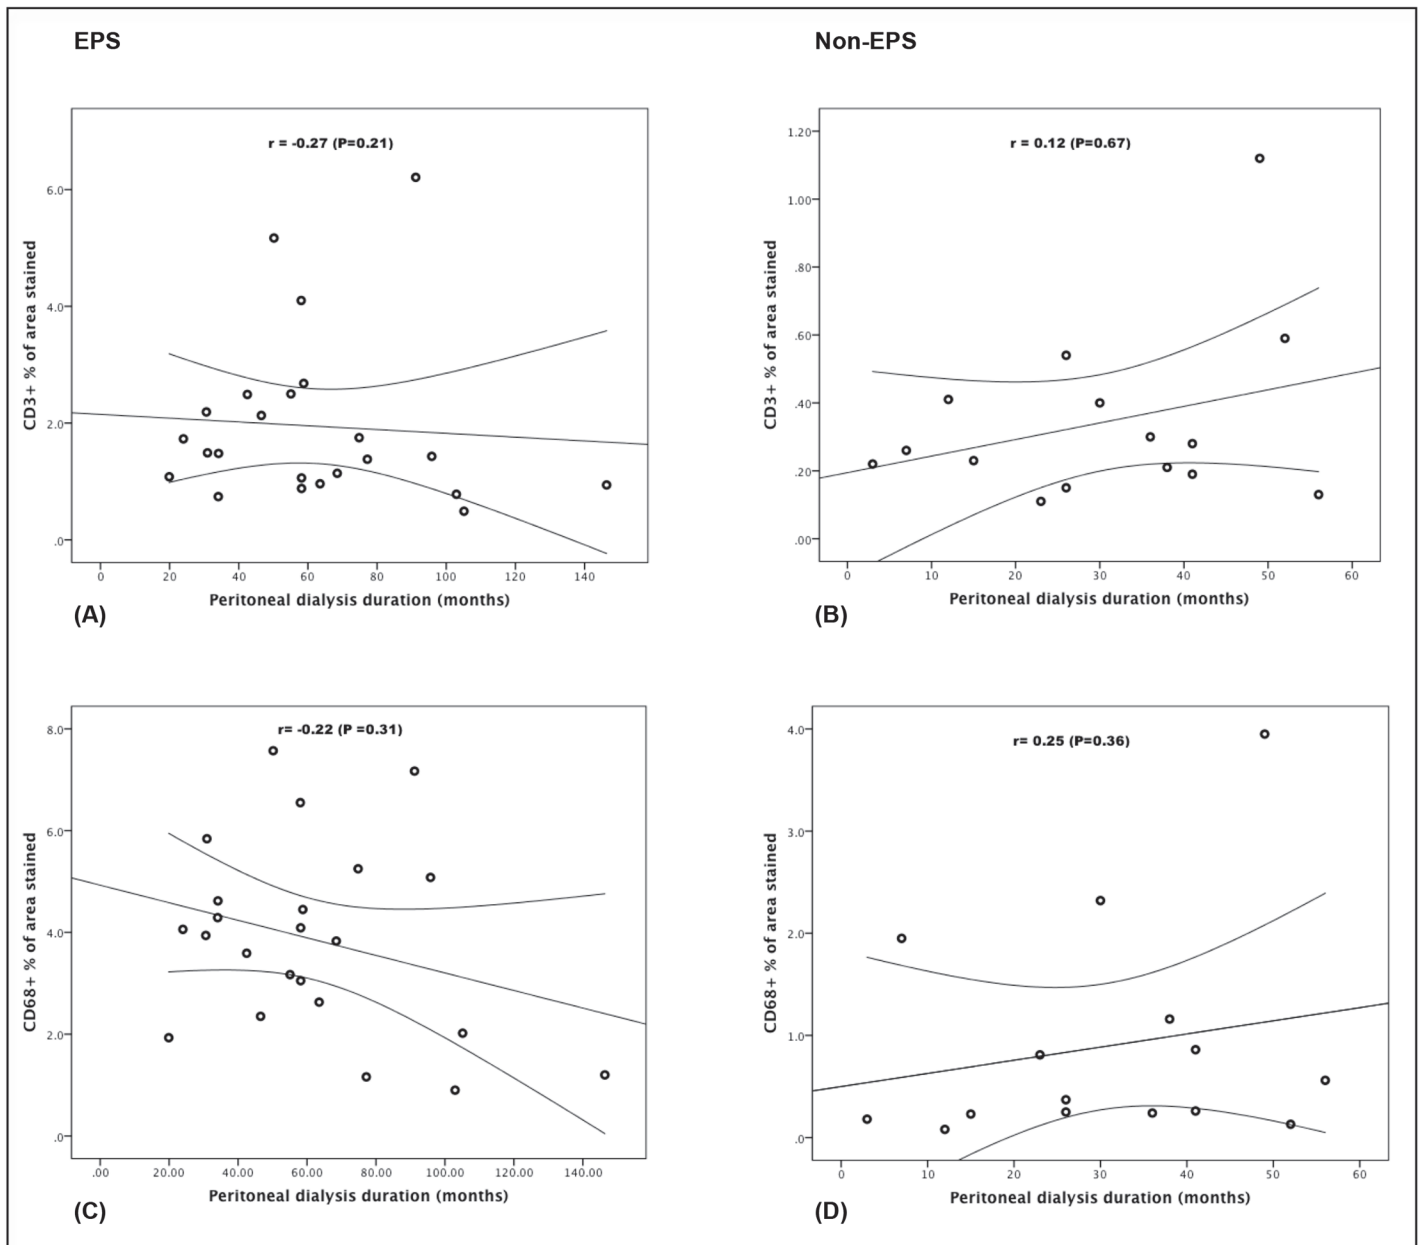 EPS
Non-EPS
r = -0.27 (P=0.21)
CD3+ % of area stained
6.0
4.0
2.0
.0
0 20 40 60 80 100 120 140
Peritoneal dialysis duration (months)
(A)
r = 0.12 (P=0.67)
CD3+ % of area stained
1.20
1.00
.80
.60
.40
.20
.00
0 10 20 30 40 50 60
Peritoneal dialysis duration (months)
(B)
r= -0.22 (P =0.31)
CD68+ % of area stained
8.0
6.0
4.0
2.0
.0
.00 20.00 40.00 60.00 80.00 100.00 120.00 140.00
Peritoneal dialysis duration (months)
(C)
r= 0.25 (P=0.36)
CD68+ % of area stained
4.0
3.0
2.0
1.0
.0
0 10 20 30 40 50 60
Peritoneal dialysis duration (months)
(D)